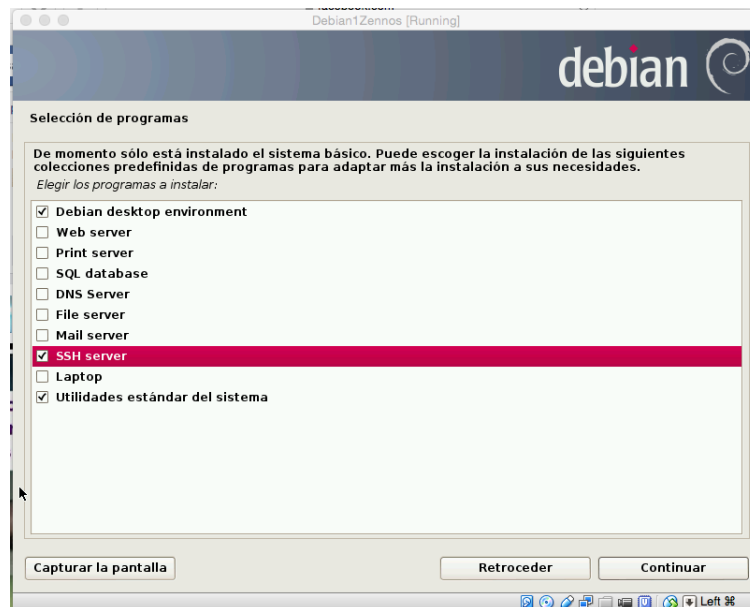 Debian1Zennos [Running]
debian
Selección de programas
De momento sólo está instalado el sistema básico. Puede escoger la instalación de las siguientes
colecciones predefinidas de programas para adaptar más la instalación a sus necesidades.
Elegir los programas a instalar:
Debian desktop environment
Web server
Print server
SQL database
DNS Server
File server
Mail server
SSH server
Laptop
Utilidades estándar del sistema
Capturar la pantalla
Retroceder
Continuar
Left ⌘